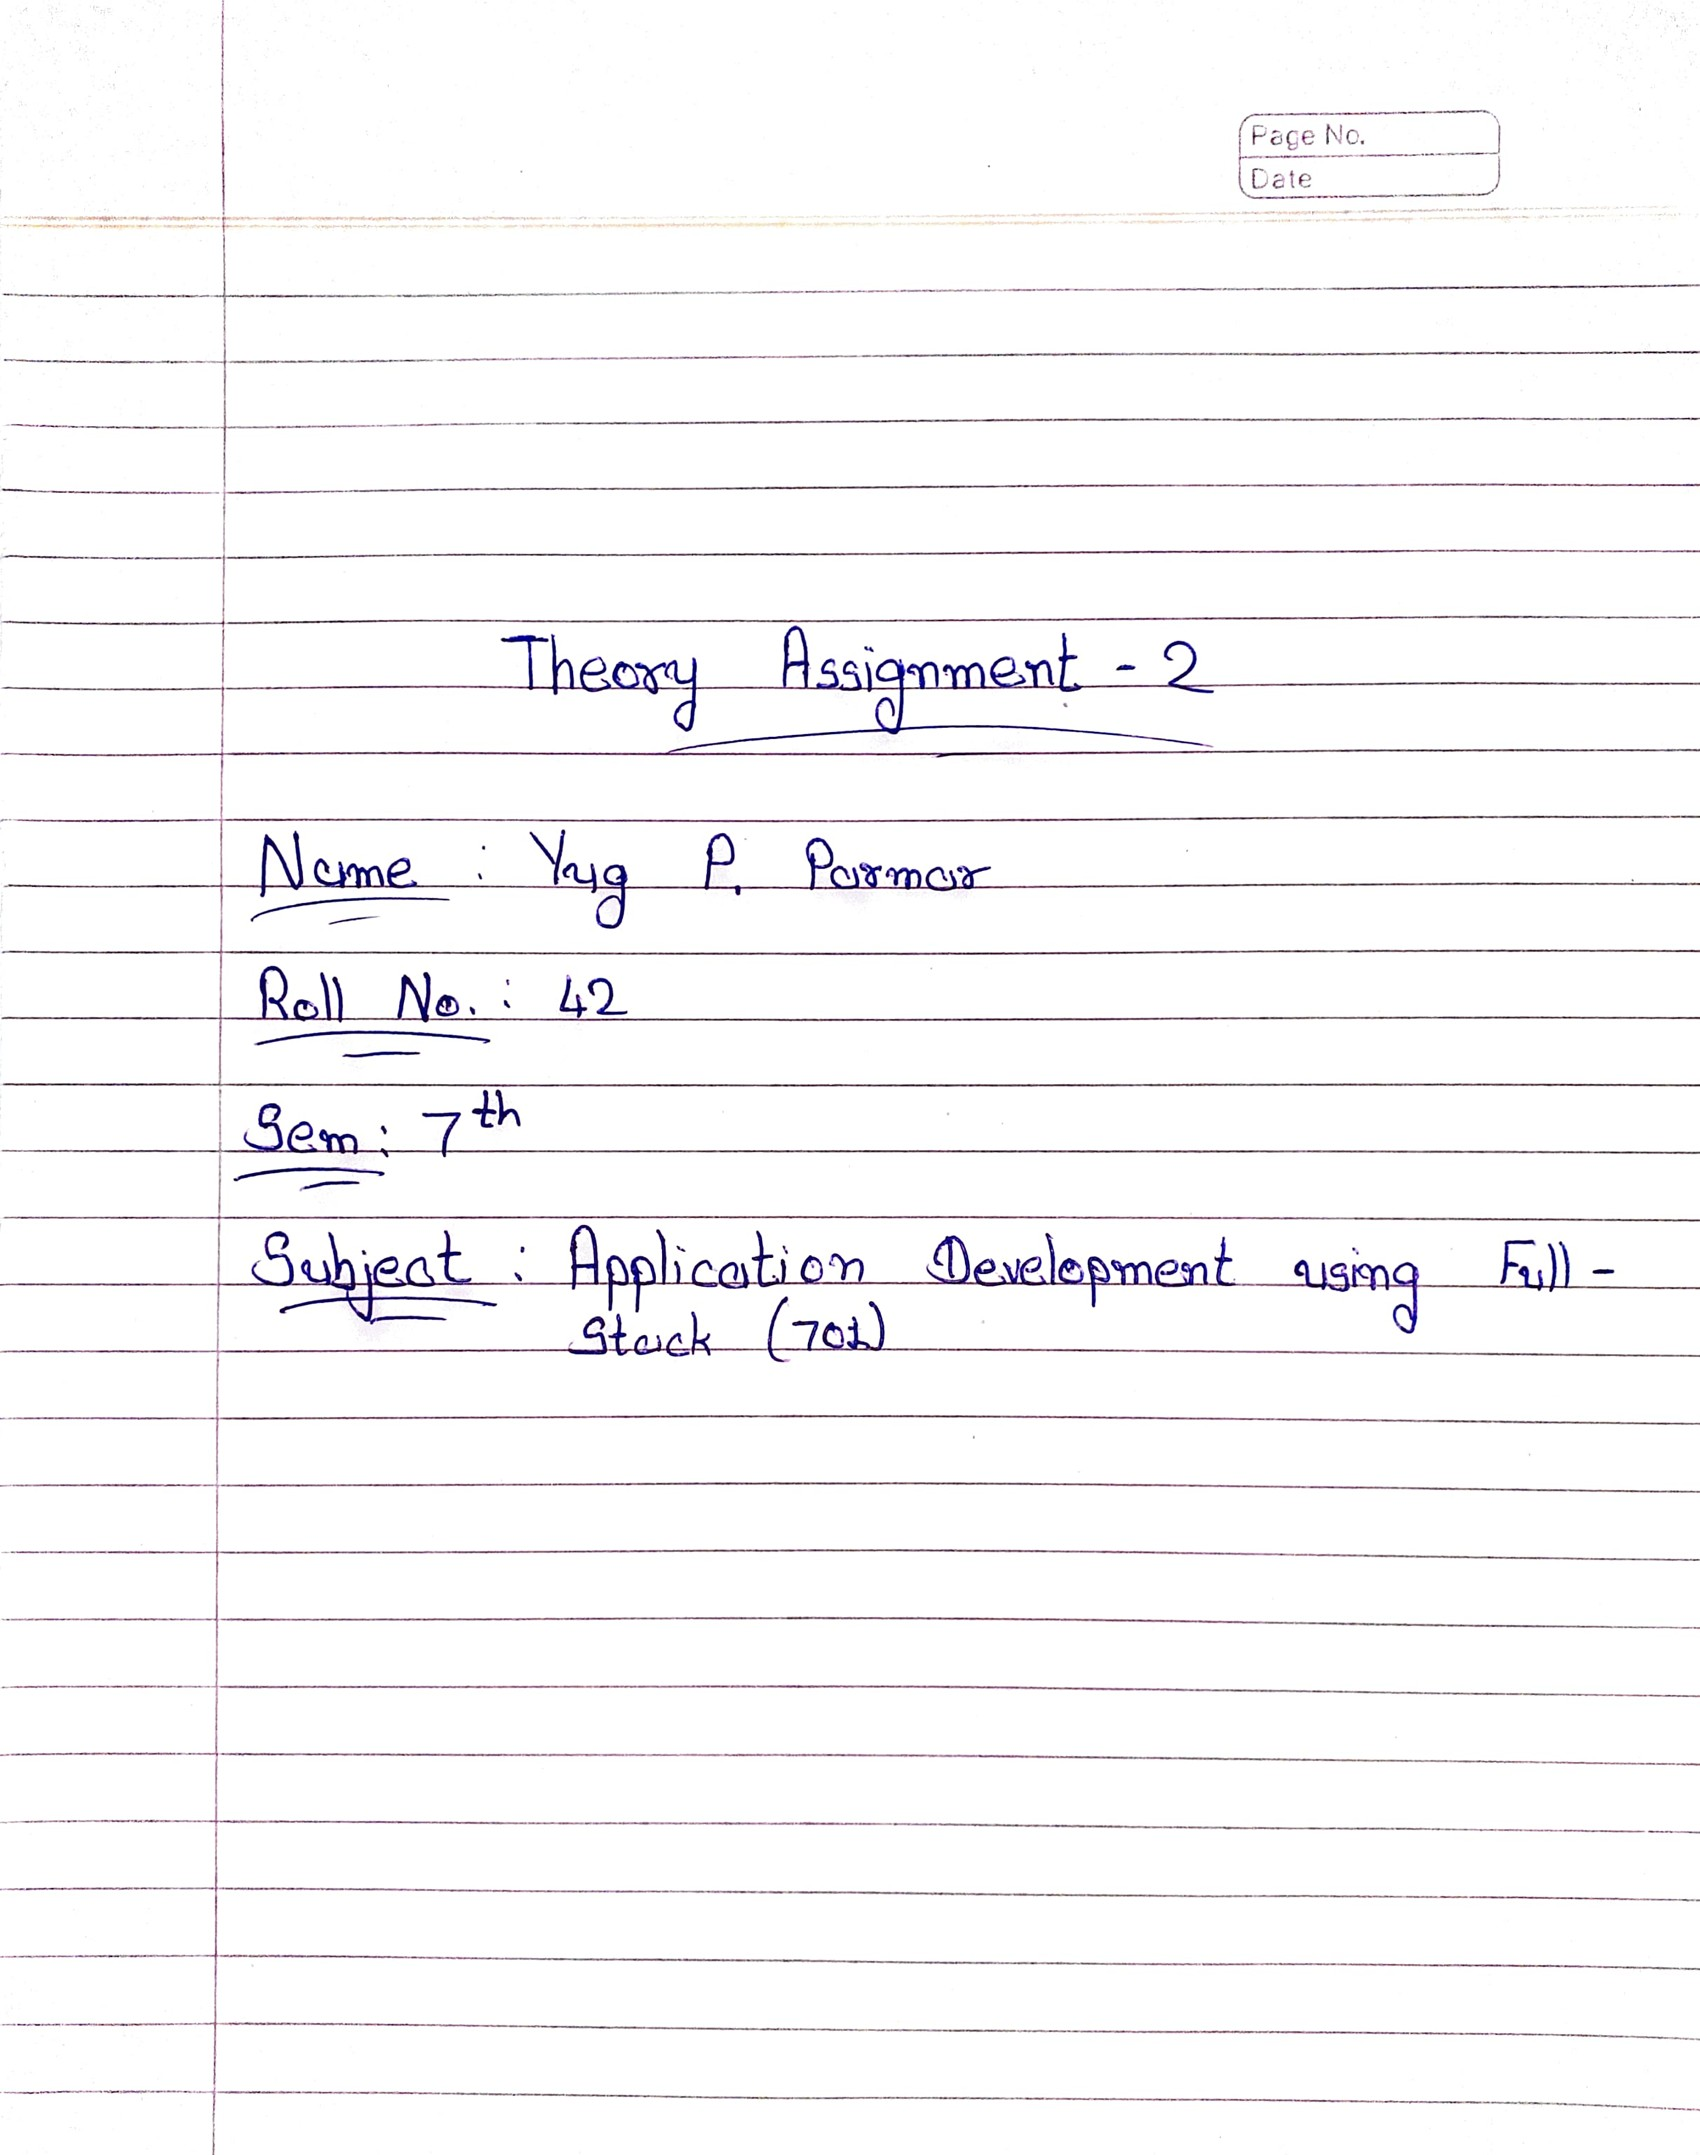 Page No.
Date
Theory Assignment - 2
Name : Yug P. Parmar
Roll No. : 42
Sem : 7th
Subject : Application Development using Full -
Stack (701)